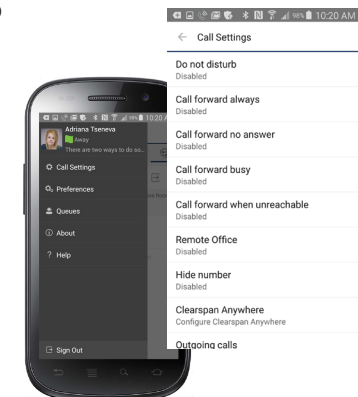 10:20 A
Adriana Tseneva
Away
There are two ways to do so..
Call Settings
Preferences
Queues
About
? Help
Sign Out
98% 10:20 AM
Call Settings
Do not disturb
Disabled
Call forward always
Disabled
Call forward no answer
Disabled
Call forward busy
Disabled
Call forward when unreachable
Disabled
Remote Office
Disabled
Hide number
Disabled
Clearspan Anywhere
Configure Clearspan Anywhere
Outgoing calls